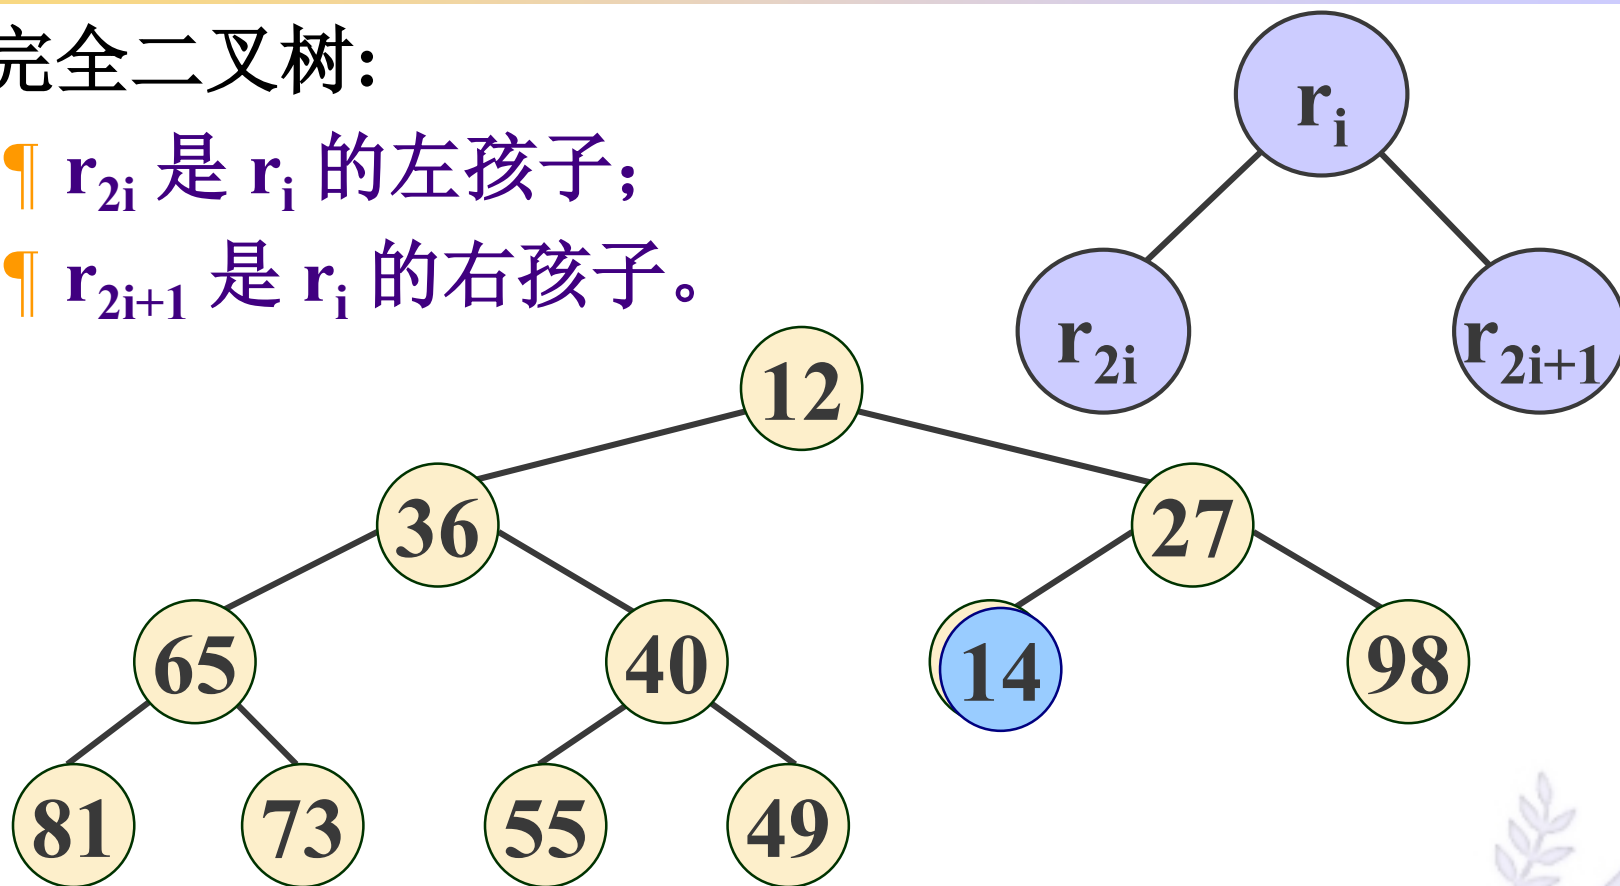 完全二叉树:
¶ r₂ᵢ 是 rᵢ 的左孩子；
¶ r₂ᵢ₊₁ 是 rᵢ 的右孩子。
rᵢ
r₂ᵢ r₂ᵢ₊₁
12
36 27
65 40 14 98
81 73 55 49